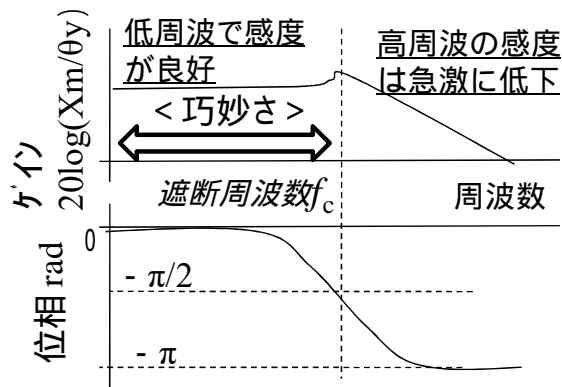 低周波で感度
が良好
高周波の感度
は急激に低下
<巧妙さ>
ゲイン
20log(Xm/θy)
遮断周波数fc
周波数
位相 rad
0
- π/2
- π